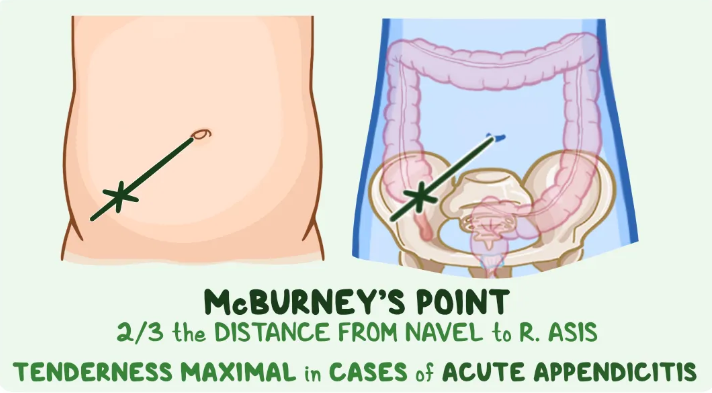 McBURNEY'S POINT
2/3 the DISTANCE FROM NAVEL to R. ASIS
TENDERNESS MAXIMAL in CASES of ACUTE APPENDICITIS